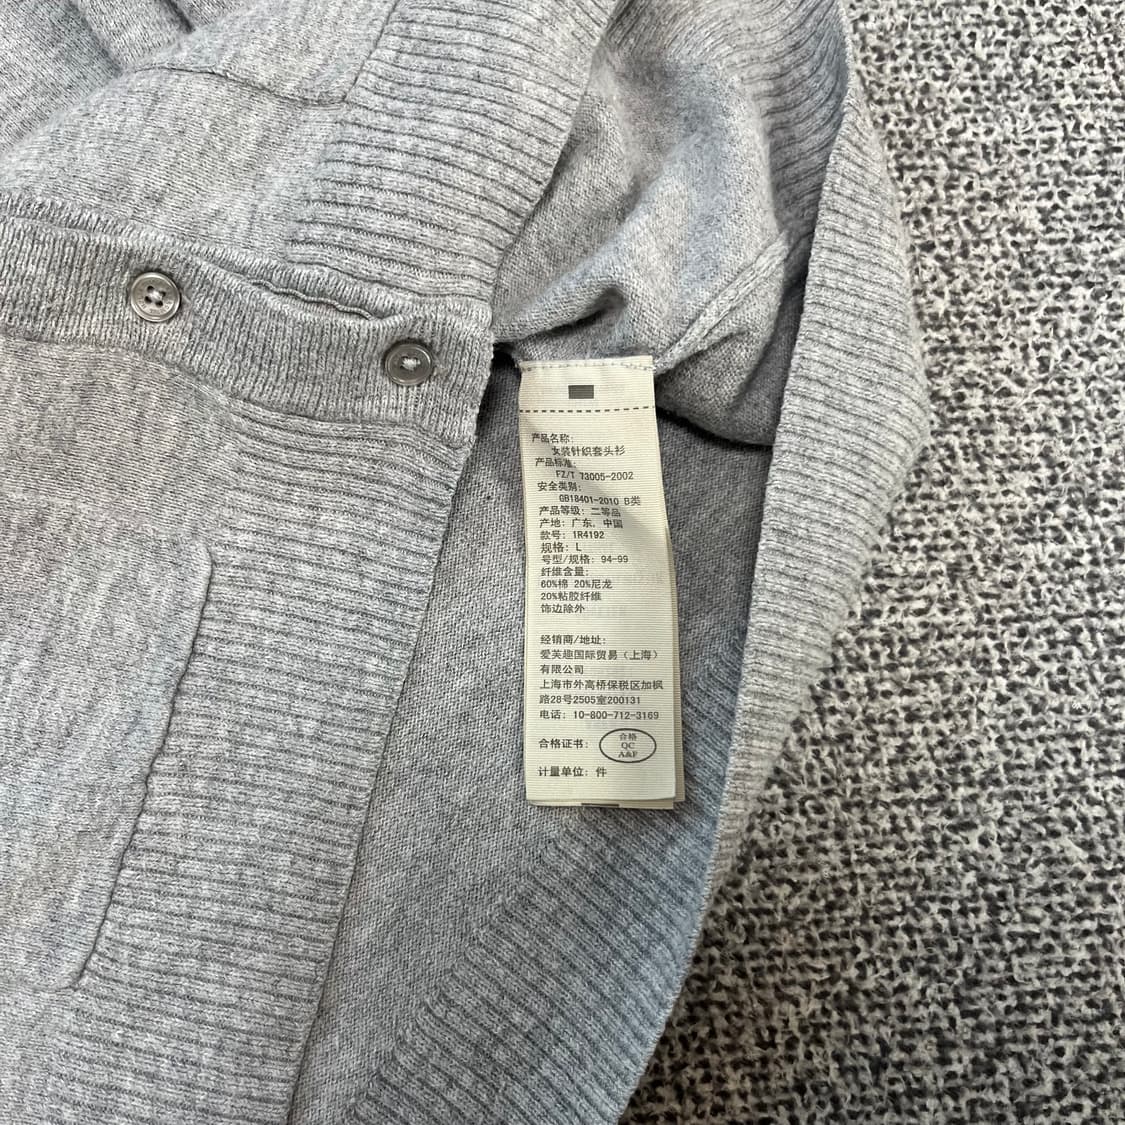 产品名称:
女装针织套头衫
产品标准:
FZ/T 73005-2002
安全类别:
GB18401-2010 B类
产品等级: 二等品
产地: 广东, 中国
款号: 1R4192
规格: L
号型/规格: 94-99
纤维含量:
60%棉 20%尼龙
20%粘胶纤维
饰边除外
经销商/地址:
爱芙趣国际贸易（上海）
有限公司
上海市外高桥保税区加枫
路28号2505室200131
电话: 10-800-712-3169
合格证书:
合格
QC
A&F
计量单位: 件